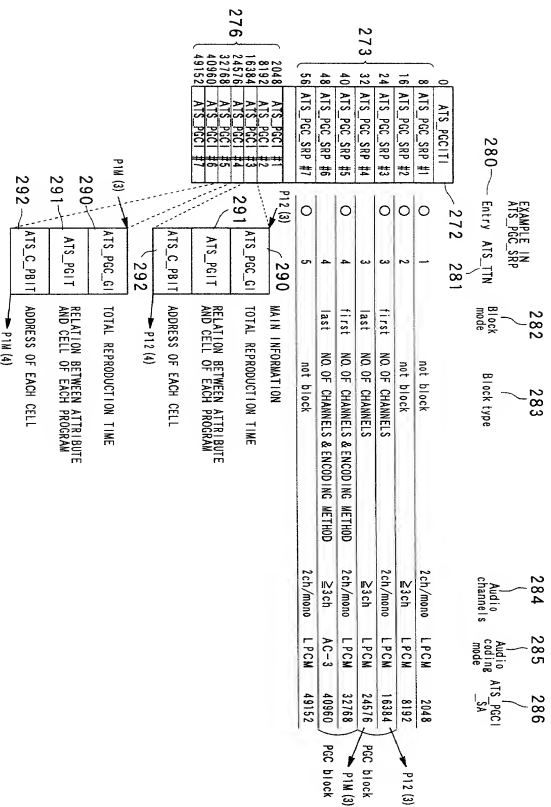 280 281 282 283 284 285 286
EXAMPLE IN ATS_PGC_SRP
Entry ATS_TTN Block mode Block type Audio channels Audio coding mode ATS_PGCI_SA
272
273
0 ATS_PGCITI
8 ATS_PGC_SRP #1 ○ 1 not block 2ch/mono LPCM 2048
16 ATS_PGC_SRP #2 ○ 2 not block ≧3ch LPCM 8192
24 ATS_PGC_SRP #3 ○ 3 first NO. OF CHANNELS 2ch/mono LPCM 16384 P12 (3)
32 ATS_PGC_SRP #4 3 last NO. OF CHANNELS ≧3ch LPCM 24576 PGC block
40 ATS_PGC_SRP #5 ○ 4 first NO. OF CHANNELS & ENCODING METHOD 2ch/mono LPCM 32768 P1M (3)
48 ATS_PGC_SRP #6 4 last NO. OF CHANNELS & ENCODING METHOD ≧3ch AC-3 40960 PGC block
56 ATS_PGC_SRP #7 ○ 5 not block 2ch/mono LPCM 49152
276
2048 ATS_PGCI #1
8192 ATS_PGCI #2
16384 ATS_PGCI #3
24576 ATS_PGCI #4
32768 ATS_PGCI #5
40960 ATS_PGCI #6
49152 ATS_PGCI #7
P12 (3)
290 MAIN INFORMATION
ATS_PGC_GI TOTAL REPRODUCTION TIME
291 ATS_PGIT RELATION BETWEEN ATTRIBUTE
AND CELL OF EACH PROGRAM
292 ATS_C_PBIT ADDRESS OF EACH CELL
P12 (4)
P1M (3)
290 ATS_PGC_GI TOTAL REPRODUCTION TIME
291 ATS_PGIT RELATION BETWEEN ATTRIBUTE
AND CELL OF EACH PROGRAM
292 ATS_C_PBIT ADDRESS OF EACH CELL
P1M (4)